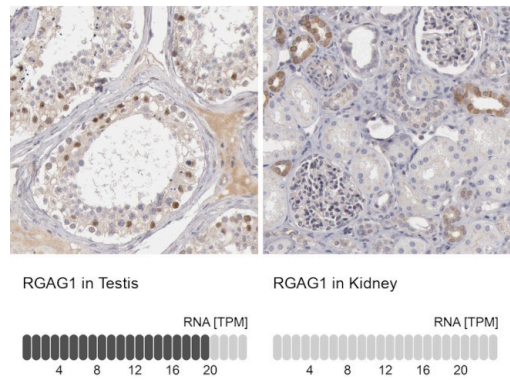 RGAG1 in Testis
RNA [TPM]
4 8 12 16 20
RGAG1 in Kidney
RNA [TPM]
4 8 12 16 20